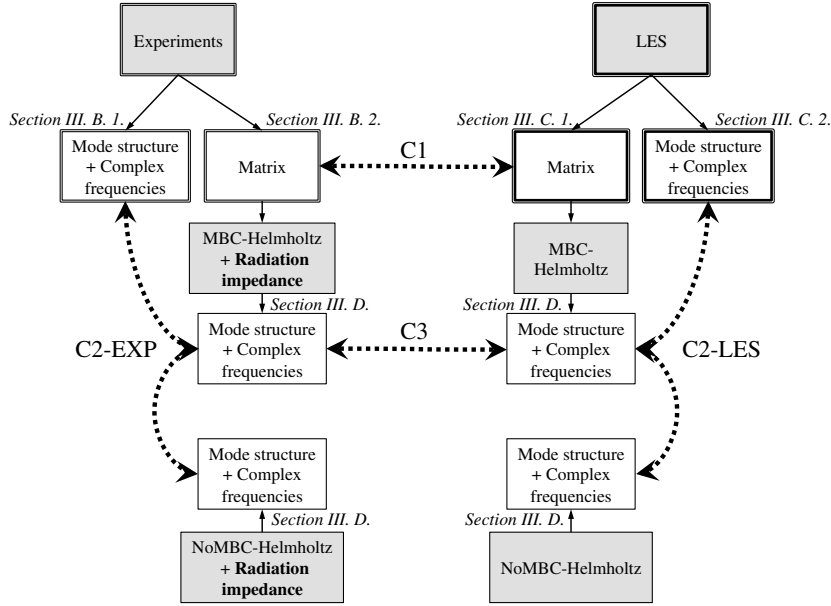 Experiments
LES
Section III. B. 1.
Section III. B. 2.
Section III. C. 1.
Section III. C. 2.
Mode structure
+ Complex
frequencies
Matrix
C1
Matrix
Mode structure
+ Complex
frequencies
MBC-Helmholtz
+ Radiation
impedance
MBC-
Helmholtz
Section III. D.
Section III. D.
C2-EXP
Mode structure
+ Complex
frequencies
C3
Mode structure
+ Complex
frequencies
C2-LES
Mode structure
+ Complex
frequencies
Mode structure
+ Complex
frequencies
Section III. D.
Section III. D.
NoMBC-Helmholtz
+ Radiation
impedance
NoMBC-Helmholtz